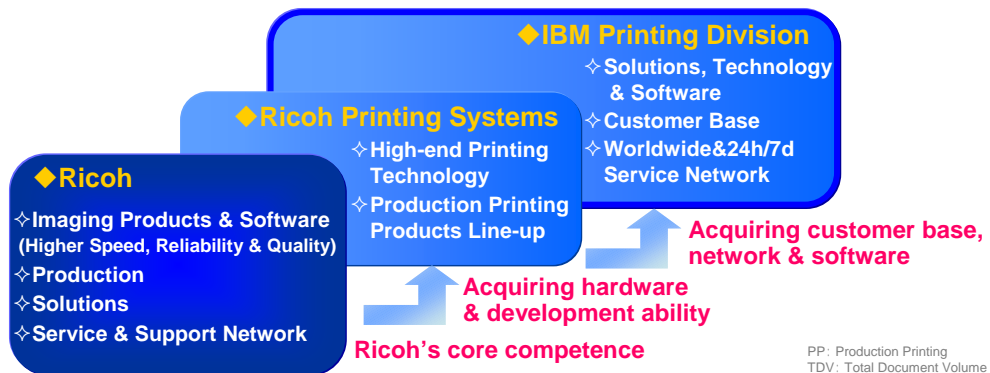 ◆IBM Printing Division
✧Solutions, Technology
& Software
✧Customer Base
✧Worldwide&24h/7d
Service Network
◆Ricoh Printing Systems
✧High-end Printing
Technology
✧Production Printing
Products Line-up
◆Ricoh
✧Imaging Products & Software
(Higher Speed, Reliability & Quality)
✧Production
✧Solutions
✧Service & Support Network
Acquiring customer base,
network & software
Acquiring hardware
& development ability
Ricoh's core competence
PP: Production Printing
TDV: Total Document Volume